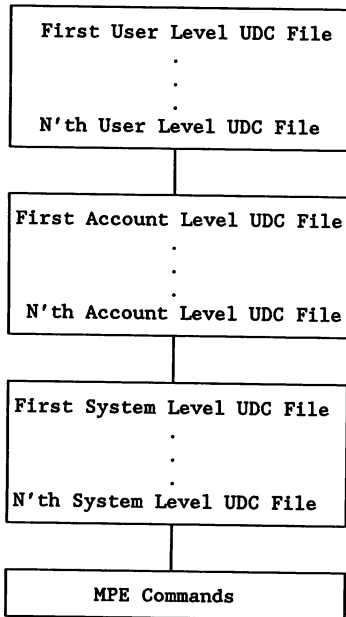 First User Level UDC File
.
.
.
N'th User Level UDC File
First Account Level UDC File
.
.
.
N'th Account Level UDC File
First System Level UDC File
.
.
.
N'th System Level UDC File
MPE Commands